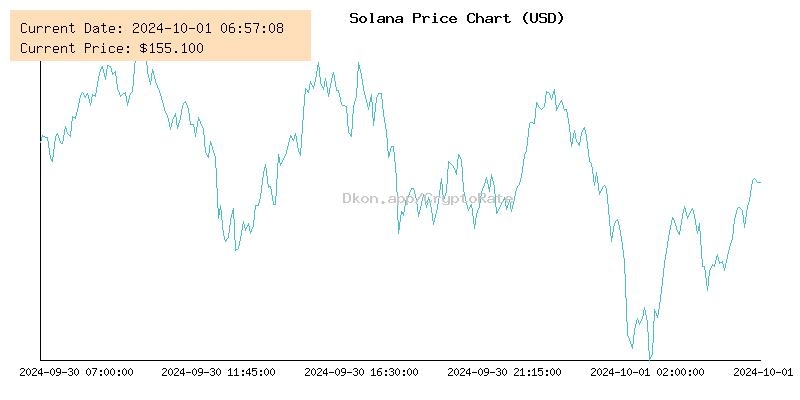 Solana Price Chart (USD)
Current Date: 2024-10-01 06:57:08
Current Price: $155.100
Dkon.app/CryptoRate
2024-09-30 07:00:00 2024-09-30 11:45:00 2024-09-30 16:30:00 2024-09-30 21:15:00 2024-10-01 02:00:00 2024-10-01